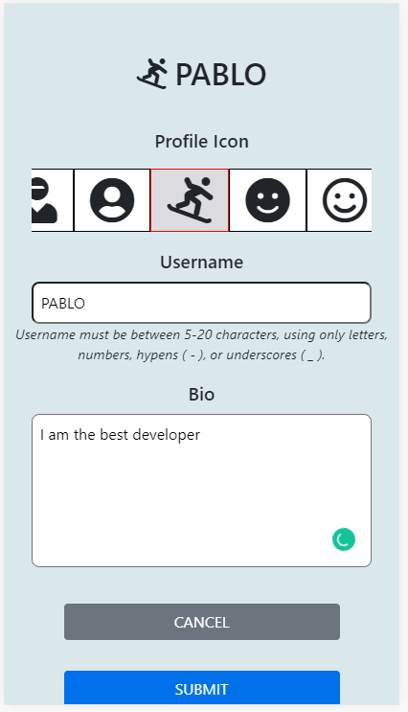 PABLO
Profile Icon
Username
PABLO
Username must be between 5-20 characters, using only letters,
numbers, hypens ( - ), or underscores ( _ ).
Bio
I am the best developer
CANCEL
SUBMIT